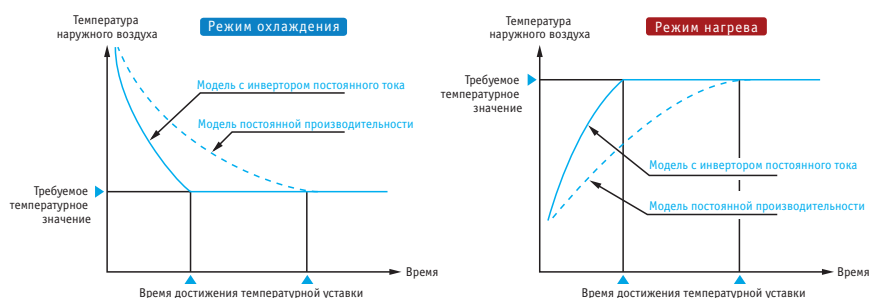 Температура
наружного воздуха
Режим охлаждения
Модель с инвертором постоянного тока
Модель постоянной производительности
Требуемое
температурное
значение
Время
Время достижения температурной уставки
Температура
наружного воздуха
Режим нагрева
Требуемое
температурное
значение
Модель с инвертором постоянного тока
Модель постоянной производительности
Время
Время достижения температурной уставки